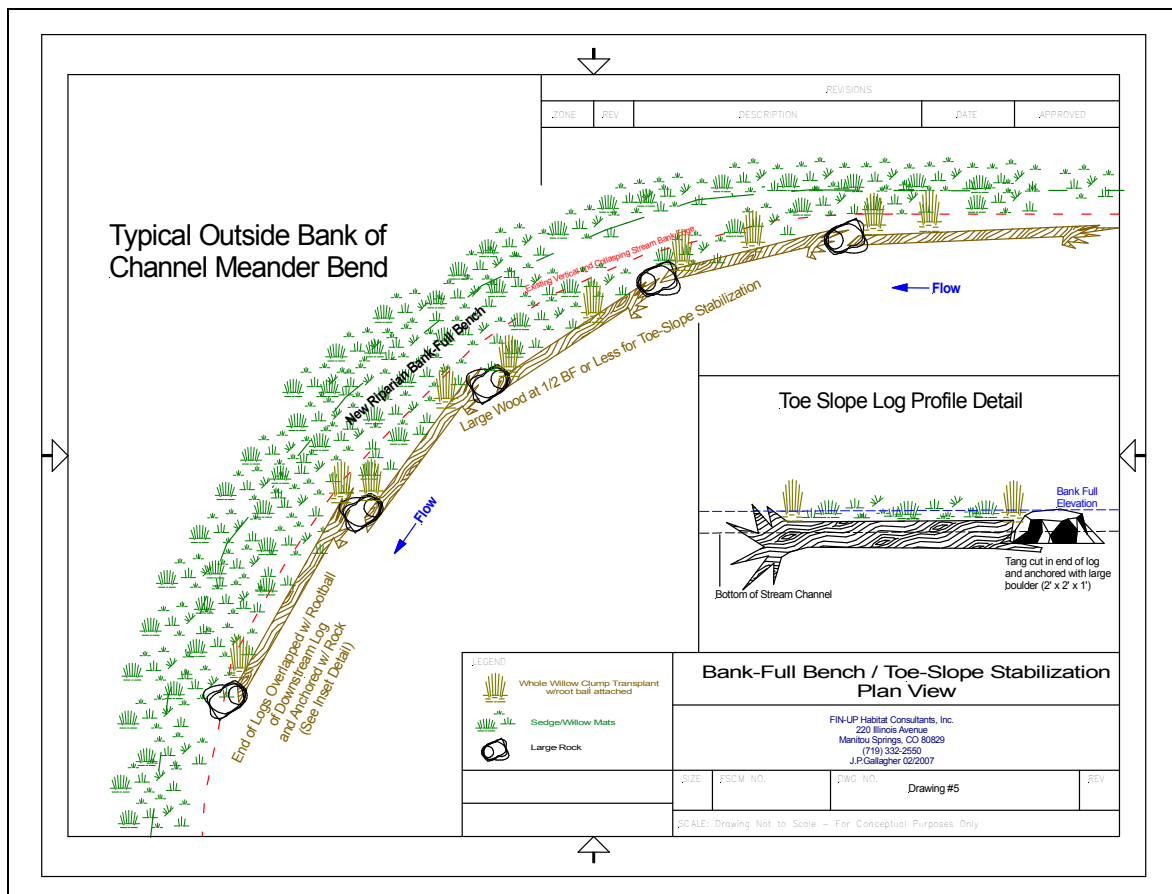 REVISIONS
ZONE
REV
DESCRIPTION
DATE
APPROVED
Typical Outside Bank of
Channel Meander Bend
Existing Vertical and Collasping Stream Bank Edge
New Riparian Bank-Full Bench
Large Wood at 1/2 BF or Less for Toe-Slope Stabilization
Flow
Flow
End of Logs Overlapped w/ Rootball
of Downstream Log
and Anchored w/ Rock
(See Inset Detail)
Toe Slope Log Profile Detail
Bank Full
Elevation
Tang cut in end of log
and anchored with large
boulder (2' x 2' x 1')
Bottom of Stream Channel
LEGEND
Whole Willow Clump Transplant
w/root ball attached
Sedge/Willow Mats
Large Rock
Bank-Full Bench / Toe-Slope Stabilization
Plan View
FIN-UP Habitat Consultants, Inc.
220 Illinois Avenue
Manitou Springs, CO 80829
(719) 332-2550
J.P.Gallagher 02/2007
SIZE
FSCM NO.
DWG NO.
Drawing #5
REV
SCALE: Drawing Not to Scale – For Conceptual Purposes Only